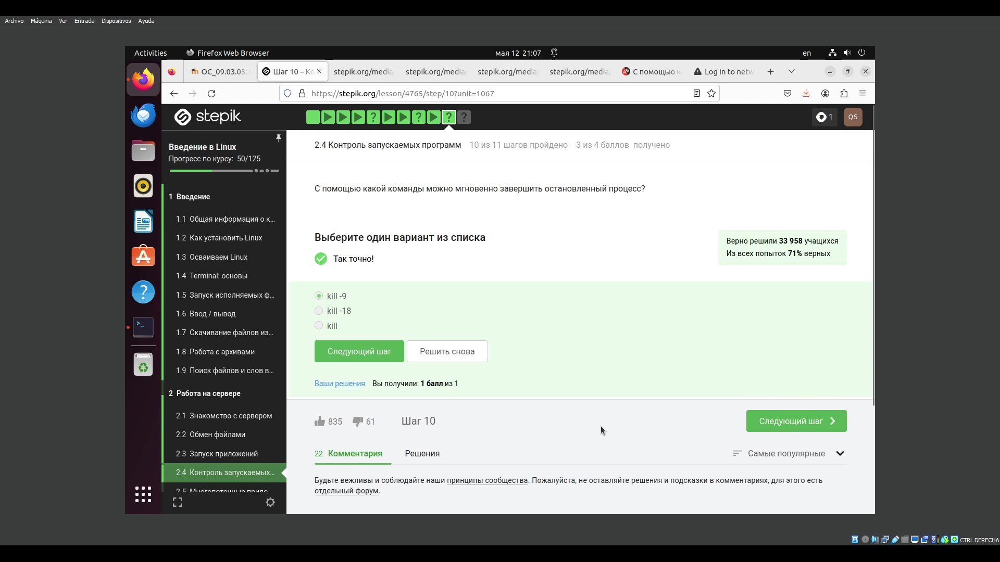 Archivo Máquina Ver Entrada Dispositivos Ayuda
Activities Firefox Web Browser мая 12 21:07 en
ОС_09.03.03: Шаг 10 – Ко stepik.org/media/ stepik.org/media/ stepik.org/media/ stepik.org/media/ С помощью ка Log in to netw
https://stepik.org/lesson/4765/step/10?unit=1067
stepik ? ? ? ? 1 QS
Введение в Linux
Прогресс по курсу: 50/125
1 Введение
1.1 Общая информация о к...
1.2 Как установить Linux
1.3 Осваиваем Linux
1.4 Terminal: основы
1.5 Запуск исполняемых ф...
1.6 Ввод / вывод
1.7 Скачивание файлов из...
1.8 Работа с архивами
1.9 Поиск файлов и слов в...
2 Работа на сервере
2.1 Знакомство с сервером
2.2 Обмен файлами
2.3 Запуск приложений
2.4 Контроль запускаемых...
2.5 Многопоточные прило...
2.4 Контроль запускаемых программ 10 из 11 шагов пройдено 3 из 4 баллов получено
С помощью какой команды можно мгновенно завершить остановленный процесс?
Выберите один вариант из списка
Так точно!
Верно решили 33 958 учащихся
Из всех попыток 71% верных
kill -9
kill -18
kill
Следующий шаг Решить снова
Ваши решения Вы получили: 1 балл из 1
835 61 Шаг 10 Следующий шаг
22 Комментария Решения Самые популярные
Будьте вежливы и соблюдайте наши принципы сообщества. Пожалуйста, не оставляйте решения и подсказки в комментариях, для этого есть
отдельный форум.
CTRL DERECHA